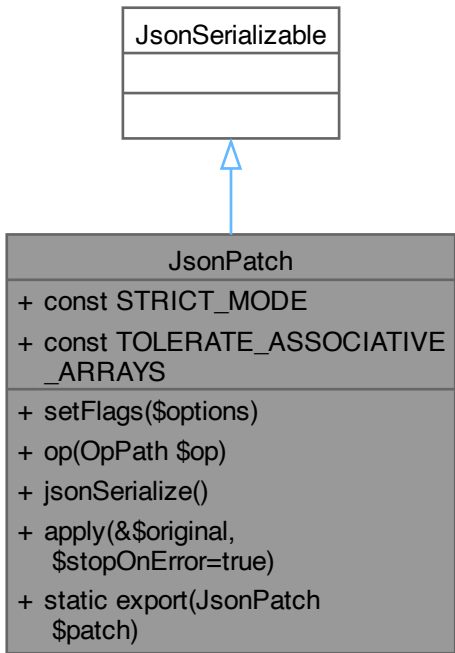 JsonSerializable
JsonPatch
+ const STRICT_MODE
+ const TOLERATE_ASSOCIATIVE
_ARRAYS
+ setFlags($options)
+ op(OpPath $op)
+ jsonSerialize()
+ apply(&$original,
$stopOnError=true)
+ static export(JsonPatch
$patch)